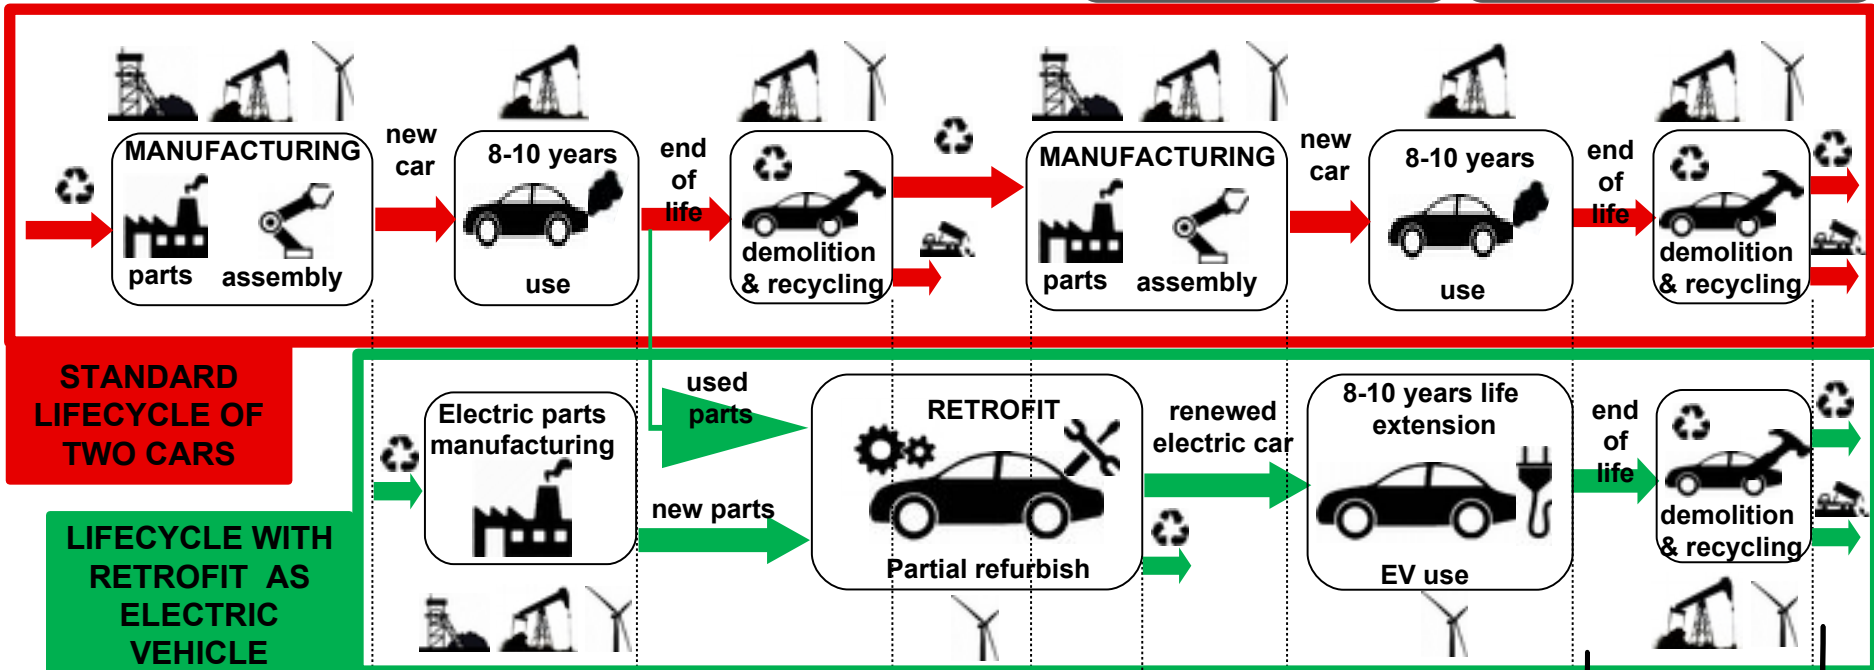 MANUFACTURING
parts
assembly
new
car
8-10 years
use
end
of
life
demolition
& recycling
MANUFACTURING
parts
assembly
new
car
8-10 years
use
end
of
life
demolition
& recycling
STANDARD
LIFECYCLE OF
TWO CARS
LIFECYCLE WITH
RETROFIT AS
ELECTRIC
VEHICLE
Electric parts
manufacturing
used
parts
new parts
RETROFIT
Partial refurbish
renewed
electric car
8-10 years life
extension
EV use
end
of
life
demolition
& recycling